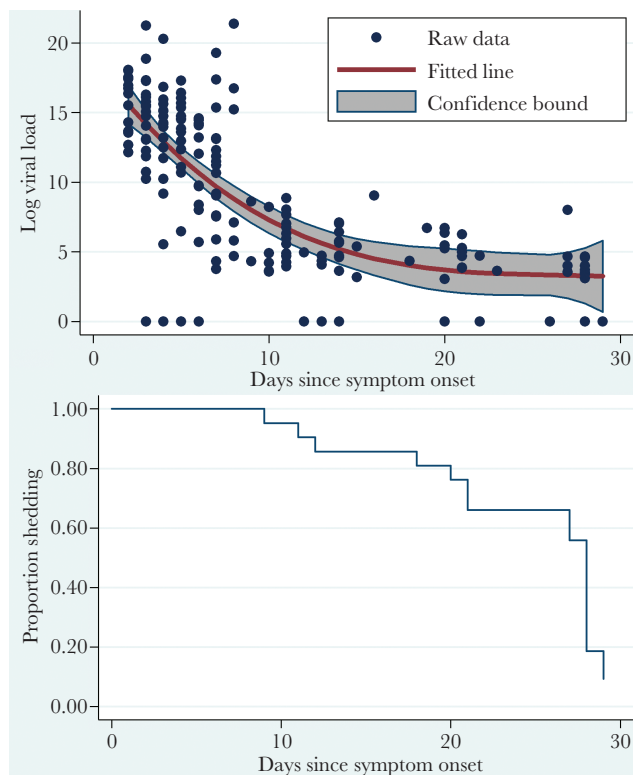 20
15
10
5
0
Log viral load
Raw data
Fitted line
Confidence bound
0
10
20
30
Days since symptom onset
1.00
0.80
0.60
0.40
0.20
0.00
Proportion shedding
0
10
20
30
Days since symptom onset